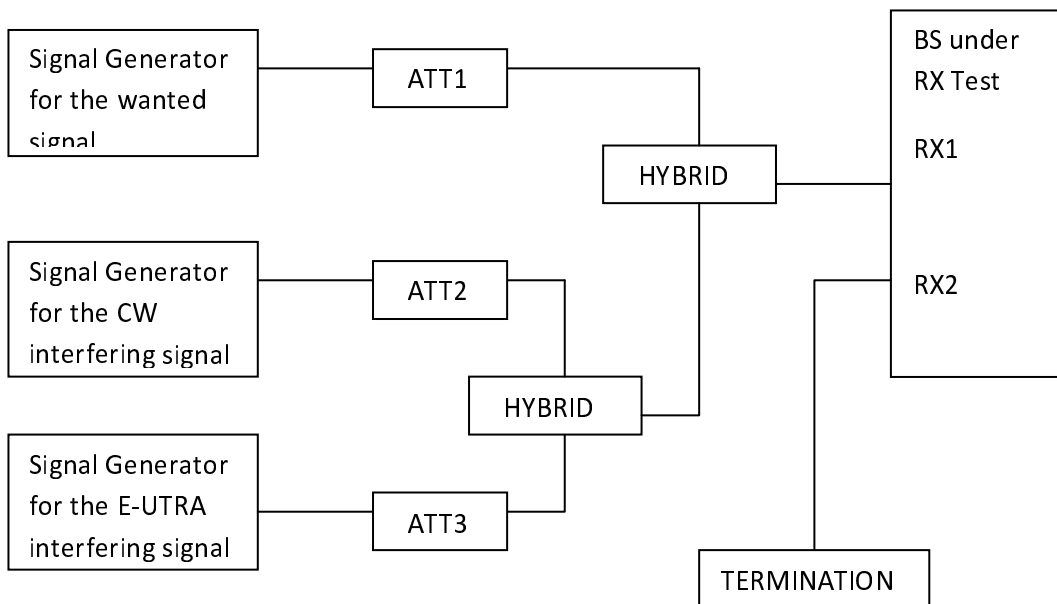 Signal Generator
for the wanted
signal
ATT1
HYBRID
BS under
RX Test
RX1
RX2
Signal Generator
for the CW
interfering signal
ATT2
HYBRID
Signal Generator
for the E-UTRA
interfering signal
ATT3
TERMINATION